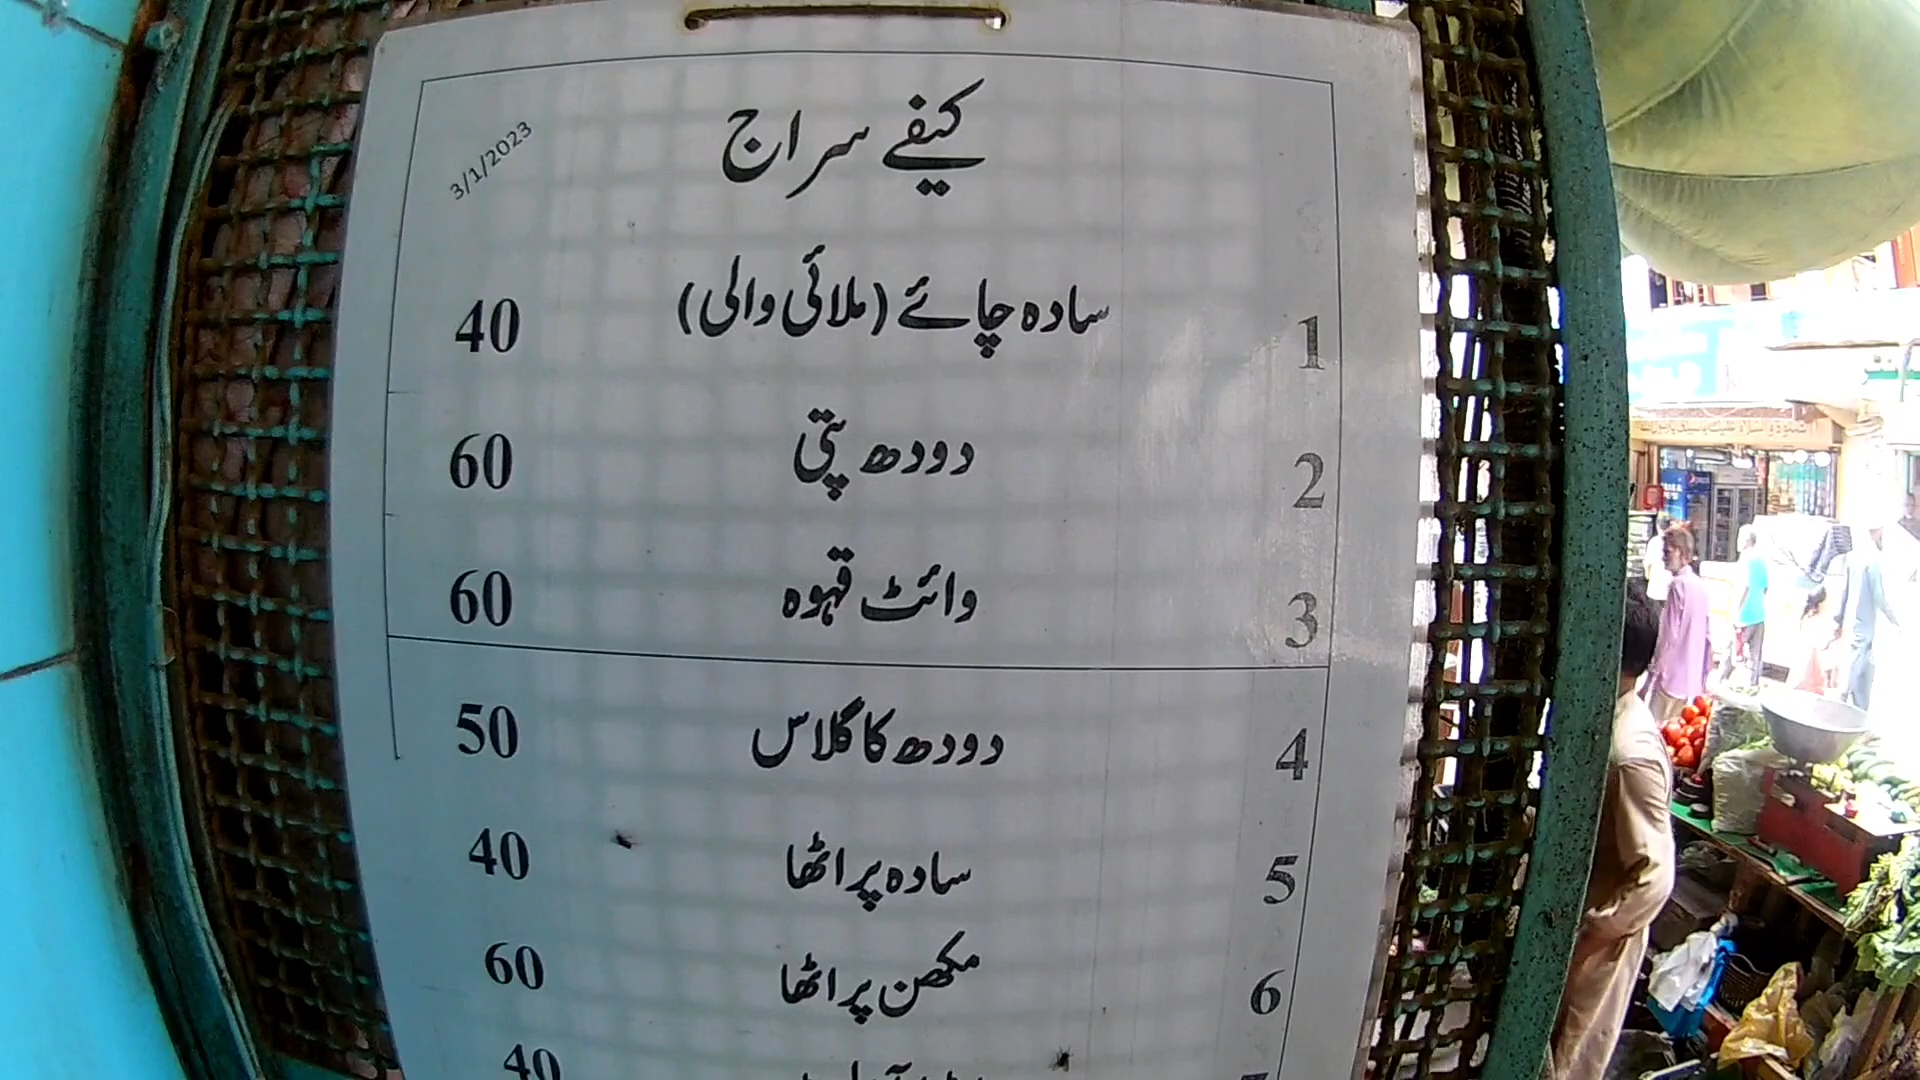 کیفے سراج
3/1/2023
1 سادہ چائے (ملائی والی) 40
2 دودھ پتی 60
3 وائٹ قہوہ 60
4 دودھ کا گلاس 50
5 سادہ پراٹھا 40
6 مکھن پراٹھا 60
40